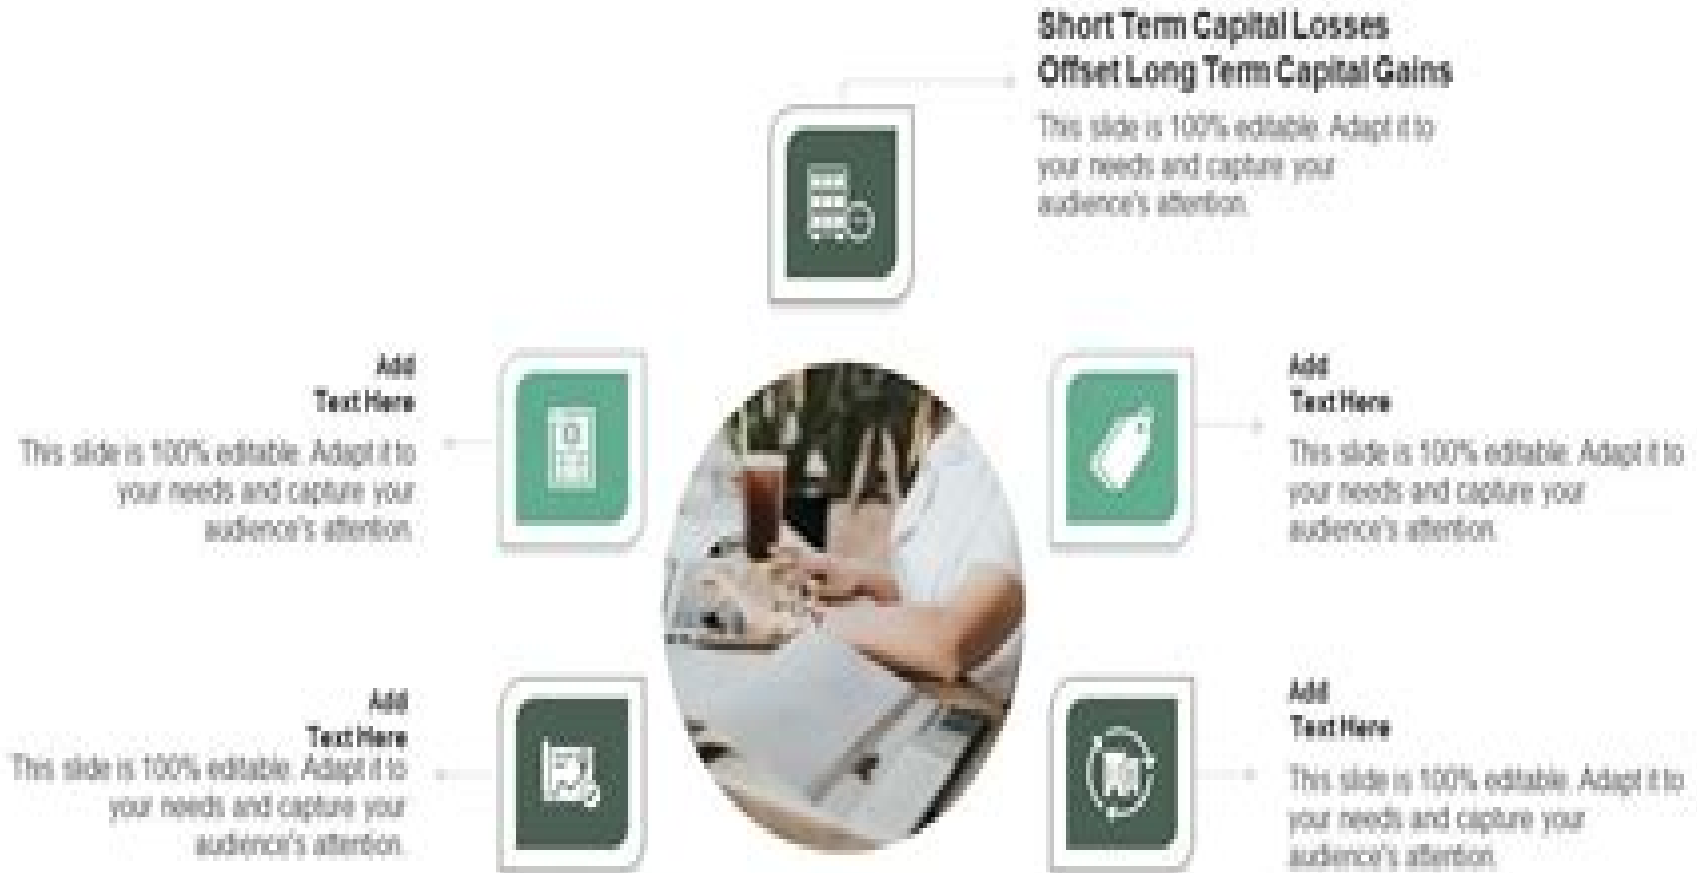 Short Term Capital Losses
Offset Long Term Capital Gains
This slide is 100% editable. Adapt it to
your needs and capture your
audience's attention.
Add
Text Here
This slide is 100% editable. Adapt it to
your needs and capture your
audience's attention.
Add
Text Here
This slide is 100% editable. Adapt it to
your needs and capture your
audience's attention.
Add
Text Here
This slide is 100% editable. Adapt it to
your needs and capture your
audience's attention.
Add
Text Here
This slide is 100% editable. Adapt it to
your needs and capture your
audience's attention.